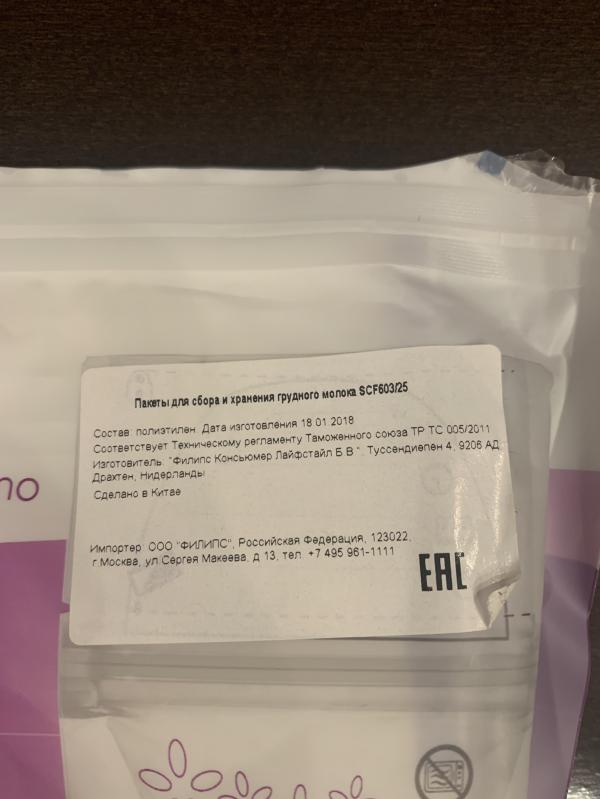 Пакеты для сбора и хранения грудного молока SCF603/25
Состав: полиэтилен. Дата изготовления 18.01.2018
Соответствует Техническому регламенту Таможенного союза ТР ТС 005/2011
Изготовитель: "Филипс Консьюмер Лайфстайл Б.В.", Туссендиепен 4, 9206 АД
Драхтен, Нидерланды
Сделано в Китае
Импортер: ООО "ФИЛИПС", Российская Федерация, 123022,
г.Москва, ул.Сергея Макеева, д.13, тел. +7 495 961-1111
EAC